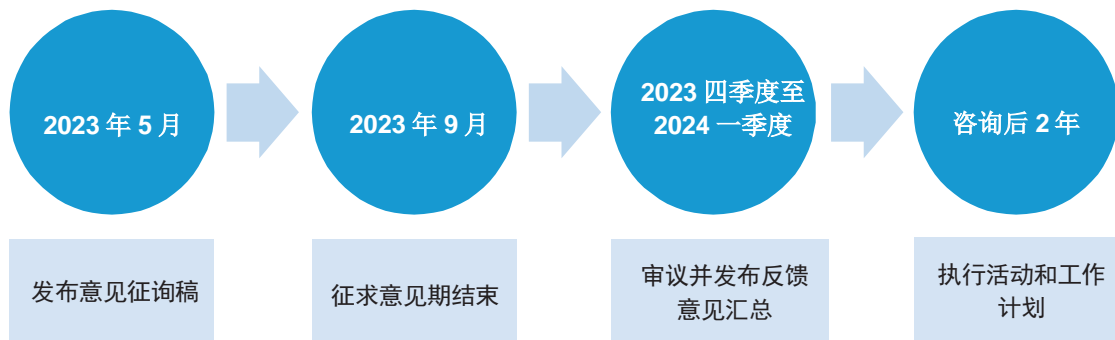 2023 年 5 月
2023 年 9 月
2023 四季度至
2024 一季度
咨询后 2 年
发布意见征询稿
征求意见期结束
审议并发布反馈
意见汇总
执行活动和工作
计划